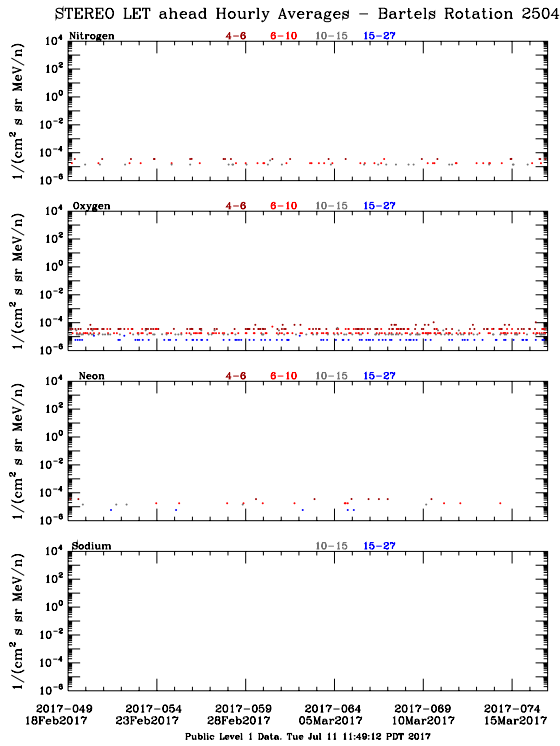 STEREO LET ahead Hourly Averages - Bartels Rotation 2504
Nitrogen 4-6 6-10 10-15 15-27
10^4
10^2
10^0
10^-2
10^-4
10^-6
1/(cm^2 s sr MeV/n)
Oxygen 4-6 6-10 10-15 15-27
10^4
10^2
10^0
10^-2
10^-4
10^-6
1/(cm^2 s sr MeV/n)
Neon 4-6 6-10 10-15 15-27
10^4
10^2
10^0
10^-2
10^-4
10^-6
1/(cm^2 s sr MeV/n)
Sodium 10-15 15-27
10^4
10^2
10^0
10^-2
10^-4
10^-6
1/(cm^2 s sr MeV/n)
2017-049 2017-054 2017-059 2017-064 2017-069 2017-074
18Feb2017 23Feb2017 28Feb2017 05Mar2017 10Mar2017 15Mar2017
Public Level 1 Data, Tue Jul 11 11:49:12 PDT 2017